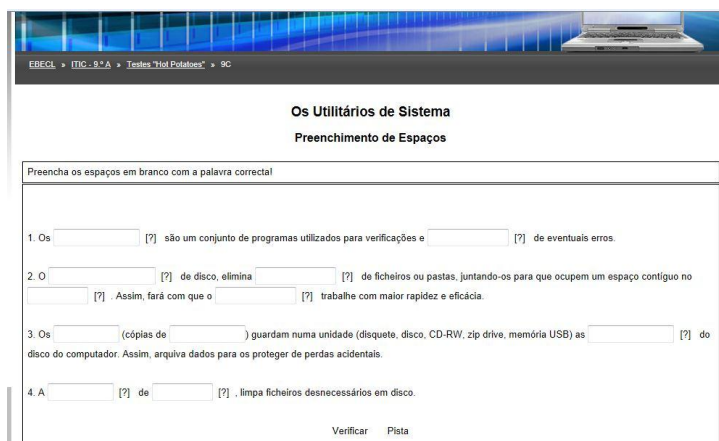 EBECL » ITIC - 9.º A » Testes "Hot Potatoes" » 9C
Os Utilitários de Sistema
Preenchimento de Espaços
Preencha os espaços em branco com a palavra correcta!
1. Os [?] são um conjunto de programas utilizados para verificações e [?] de eventuais erros.
2. O [?] de disco, elimina [?] de ficheiros ou pastas, juntando-os para que ocupem um espaço contíguo no
[?] . Assim, fará com que o [?] trabalhe com maior rapidez e eficácia.
3. Os (cópias de ) guardam numa unidade (disquete, disco, CD-RW, zip drive, memória USB) as [?] do
disco do computador. Assim, arquiva dados para os proteger de perdas acidentais.
4. A [?] de [?] , limpa ficheiros desnecessários em disco.
Verificar Pista